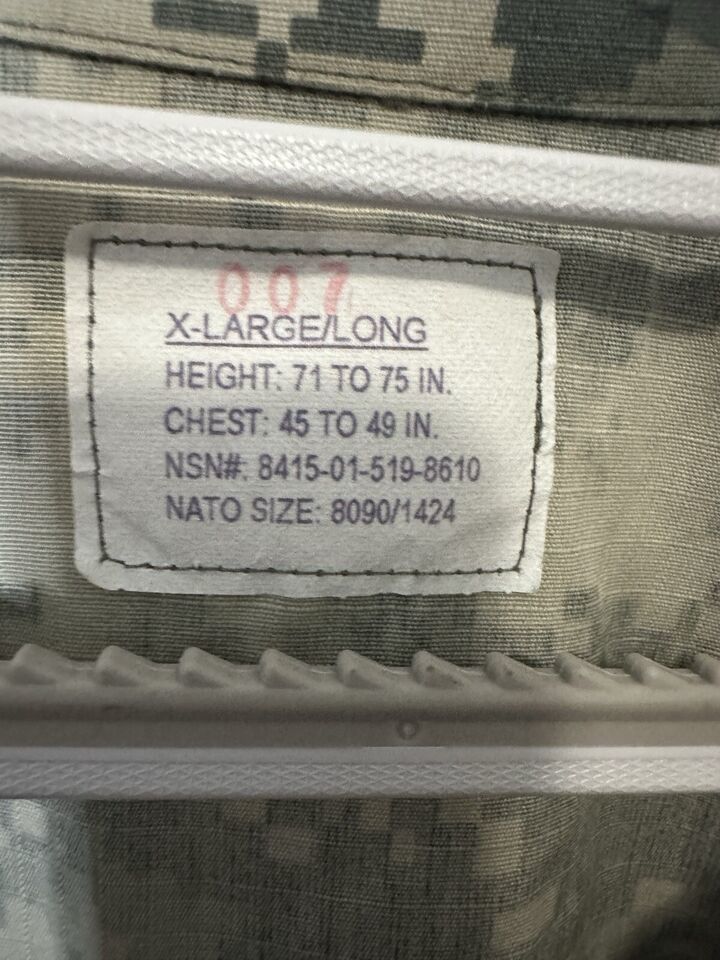 007
X-LARGE/LONG
HEIGHT: 71 TO 75 IN.
CHEST: 45 TO 49 IN.
NSN#: 8415-01-519-8610
NATO SIZE: 8090/1424